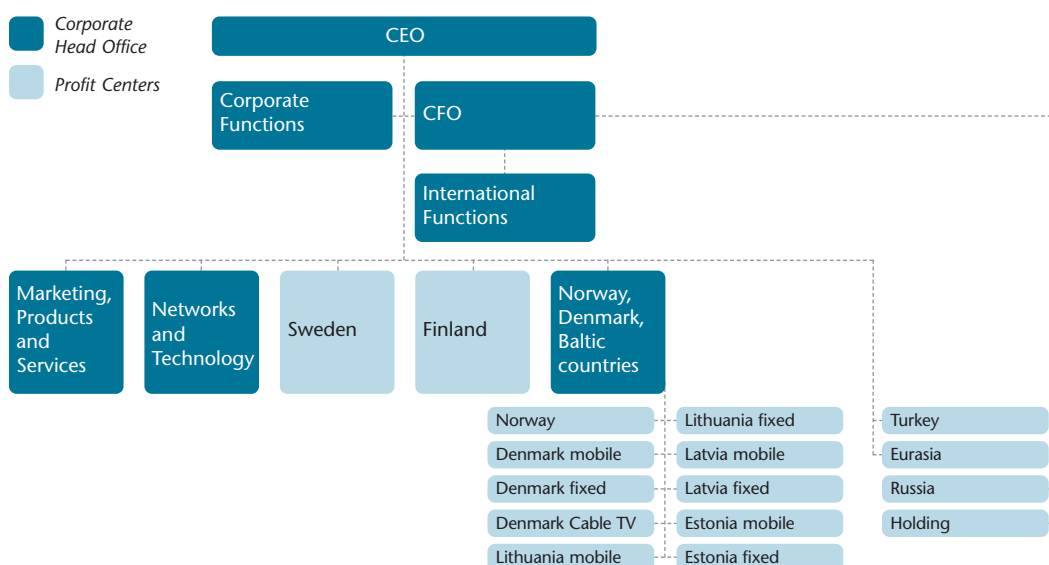 Corporate
Head Office
Profit Centers
CEO
Corporate
Functions
CFO
International
Functions
Marketing,
Products
and
Services
Networks
and
Technology
Sweden
Finland
Norway,
Denmark,
Baltic
countries
Norway
Lithuania fixed
Turkey
Denmark mobile
Latvia mobile
Eurasia
Denmark fixed
Latvia fixed
Russia
Denmark Cable TV
Estonia mobile
Holding
Lithuania mobile
Estonia fixed